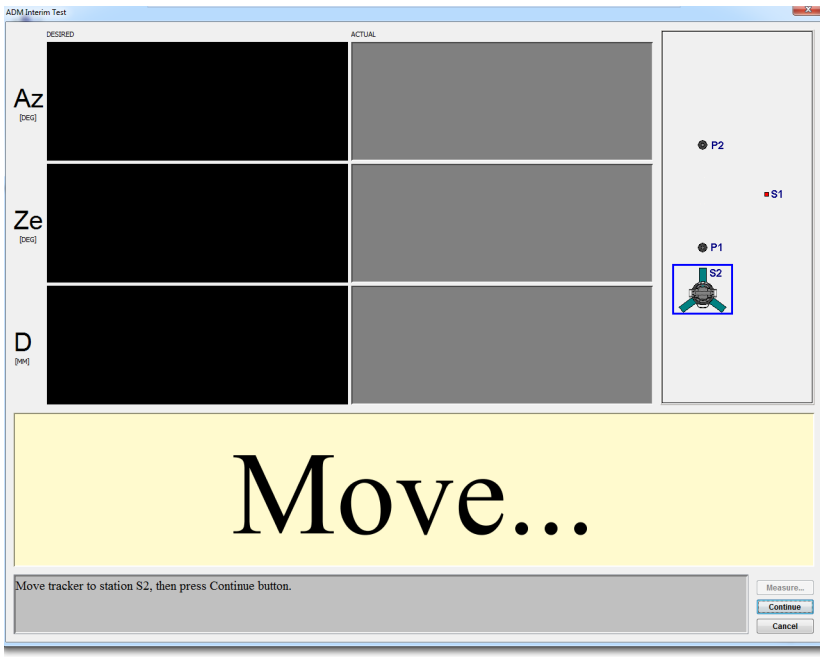 ADM Interim Test
DESIRED
ACTUAL
Az
[DEG]
P2
S1
Ze
[DEG]
P1
S2
D
[MM]
Move...
Move tracker to station S2, then press Continue button.
Measure...
Continue
Cancel